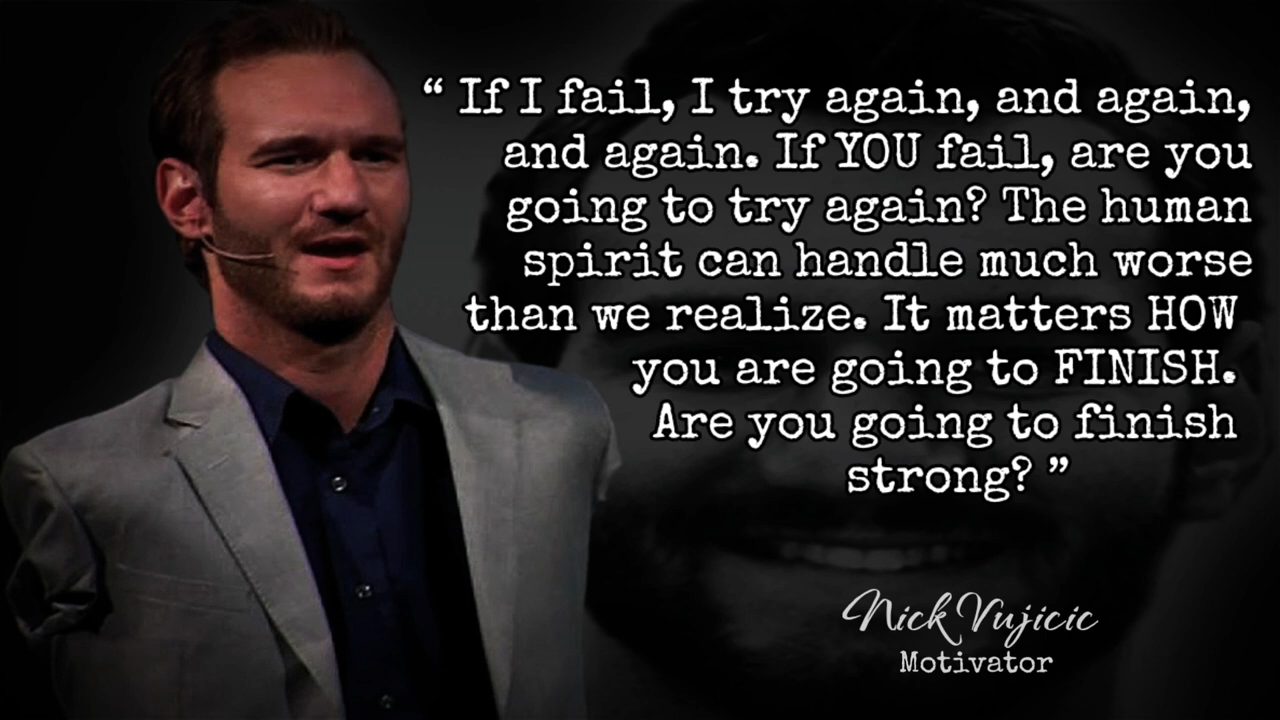 “ If I fail, I try again, and again,
and again. If YOU fail, are you
going to try again? The human
spirit can handle much worse
than we realize. It matters HOW
you are going to FINISH.
Are you going to finish
strong? ”
Nick Vujicic
Motivator